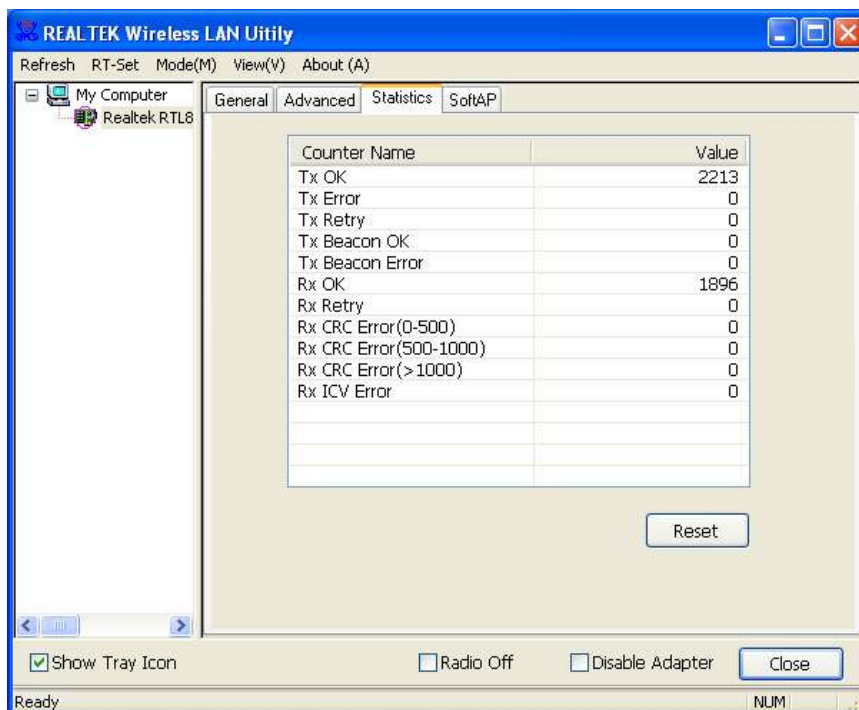 REALTEK Wireless LAN Uitily
Refresh RT-Set Mode(M) View(V) About (A)
My Computer
Realtek RTL8
General Advanced Statistics SoftAP
Counter Name Value
Tx OK 2213
Tx Error 0
Tx Retry 0
Tx Beacon OK 0
Tx Beacon Error 0
Rx OK 1896
Rx Retry 0
Rx CRC Error(0-500) 0
Rx CRC Error(500-1000) 0
Rx CRC Error(>1000) 0
Rx ICV Error 0
Reset
Show Tray Icon Radio Off Disable Adapter Close
Ready NUM